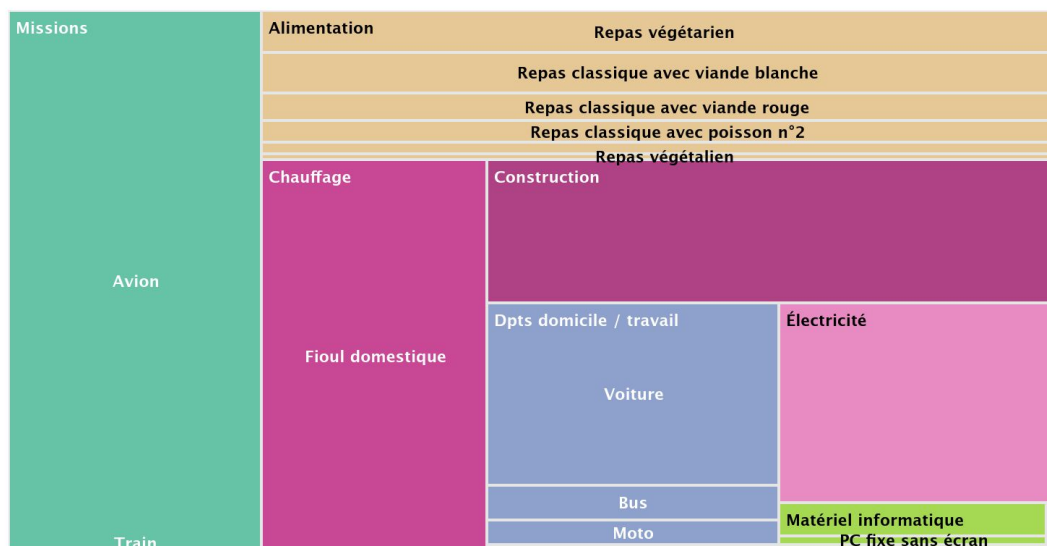 Missions
Avion
Train
Alimentation
Repas végétarien
Repas classique avec viande blanche
Repas classique avec viande rouge
Repas classique avec poisson n°2
Repas végétalien
Chauffage
Fioul domestique
Construction
Dpts domicile / travail
Voiture
Bus
Moto
Électricité
Matériel informatique
PC fixe sans écran